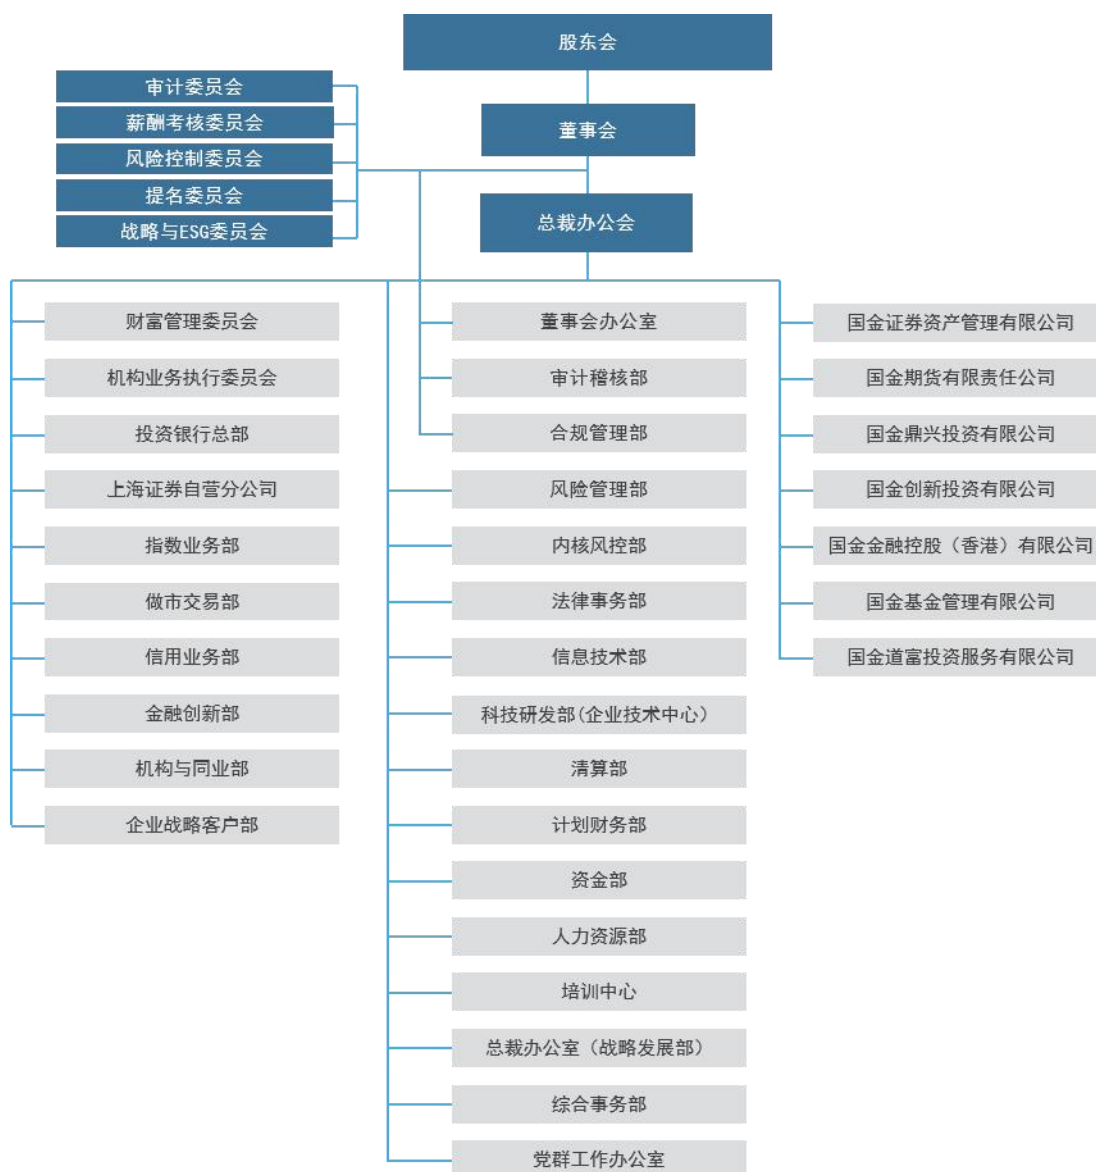 股东会
审计委员会
薪酬考核委员会
风险控制委员会
提名委员会
战略与ESG委员会
董事会
总裁办公会
财富管理委员会
机构业务执行委员会
投资银行总部
上海证券自营分公司
指数业务部
做市交易部
信用业务部
金融创新部
机构与同业部
企业战略客户部
董事会办公室
审计稽核部
合规管理部
风险管理部
内核风控部
法律事务部
信息技术部
科技研发部(企业技术中心）
清算部
计划财务部
资金部
人力资源部
培训中心
总裁办公室（战略发展部）
综合事务部
党群工作办公室
国金证券资产管理有限公司
国金期货有限责任公司
国金鼎兴投资有限公司
国金创新投资有限公司
国金金融控股（香港）有限公司
国金基金管理有限公司
国金道富投资服务有限公司